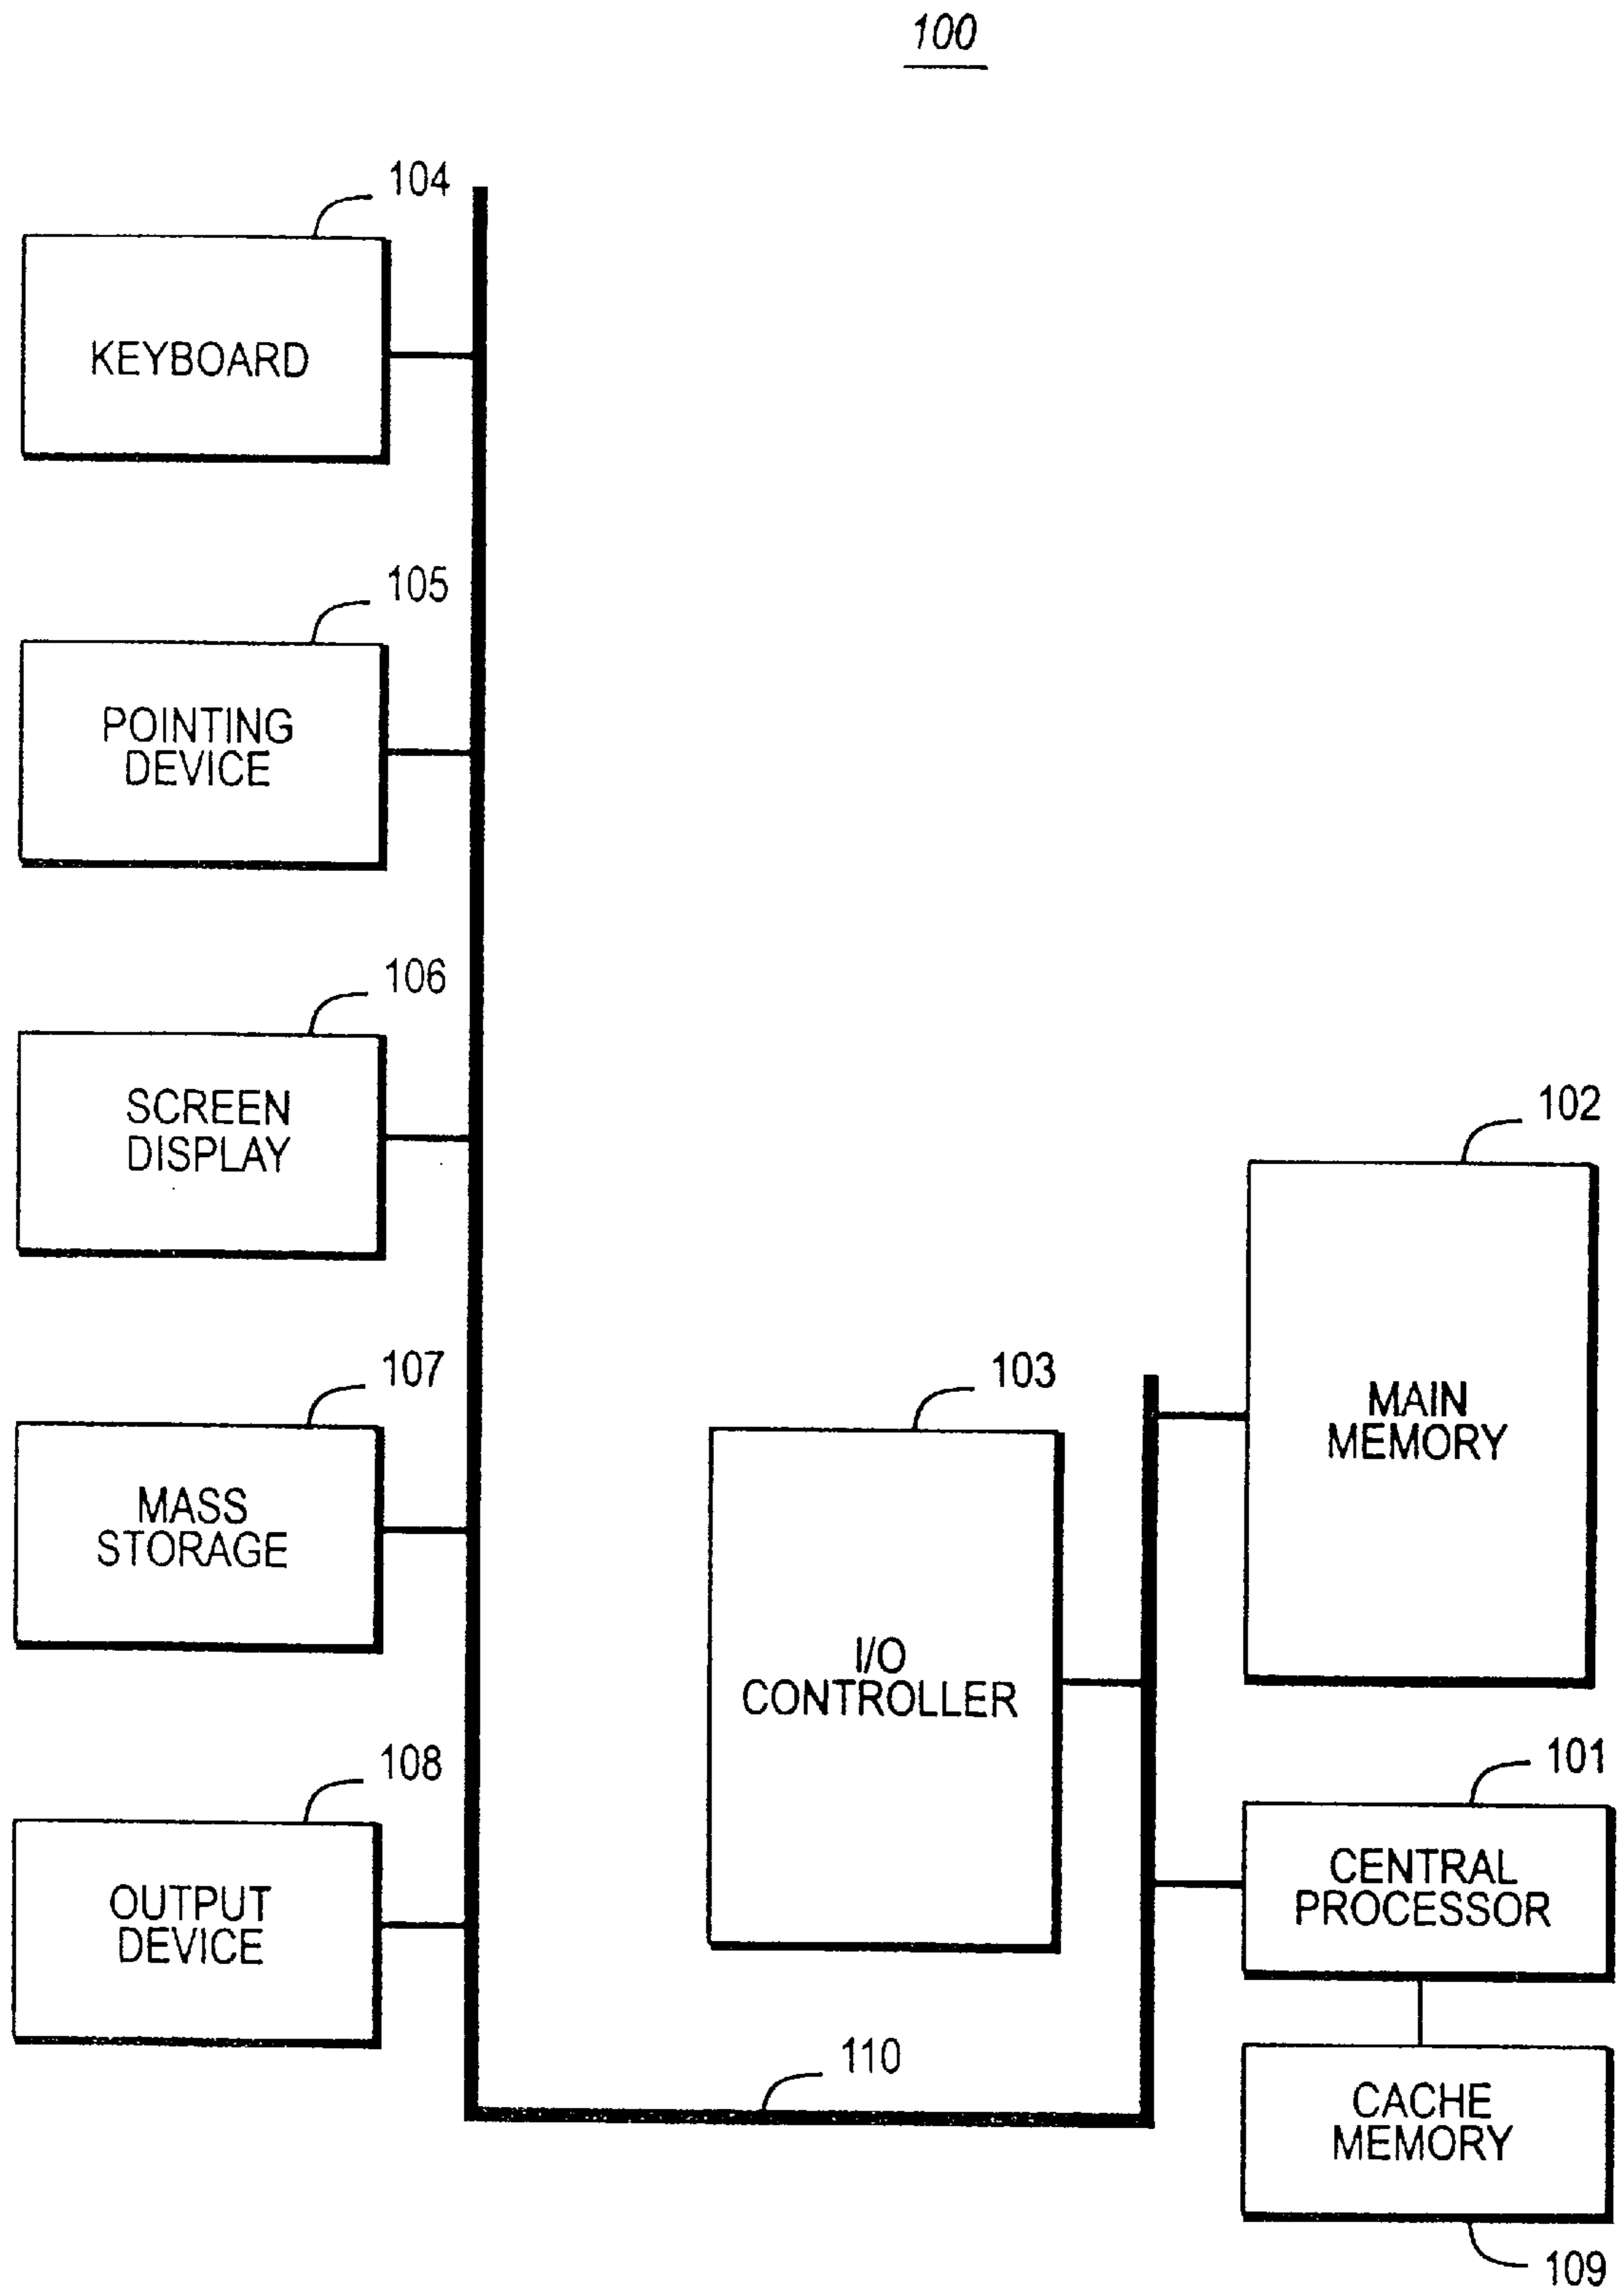 100
104
KEYBOARD
105
POINTING
DEVICE
106
SCREEN
DISPLAY
107
MASS
STORAGE
108
OUTPUT
DEVICE
103
I/O
CONTROLLER
102
MAIN
MEMORY
101
CENTRAL
PROCESSOR
110
CACHE
MEMORY
109